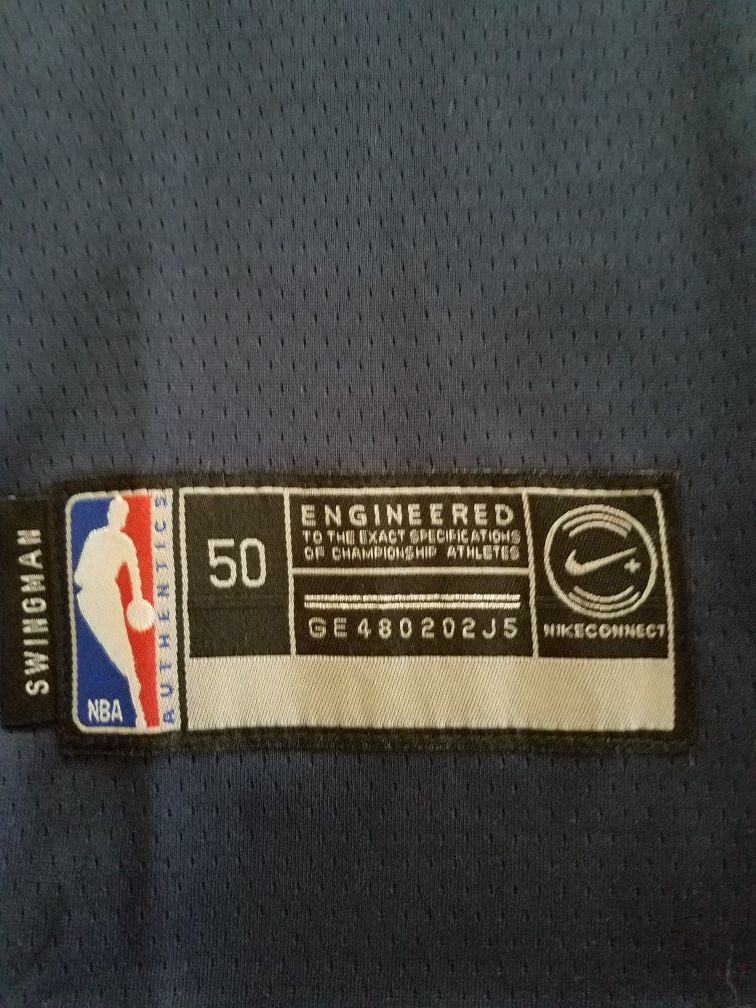 SWINGMAN
NBA
AUTHENTICS
50
ENGINEERED
TO THE EXACT SPECIFICATIONS
OF CHAMPIONSHIP ATHLETES
GE480202J5
NIKECONNECT